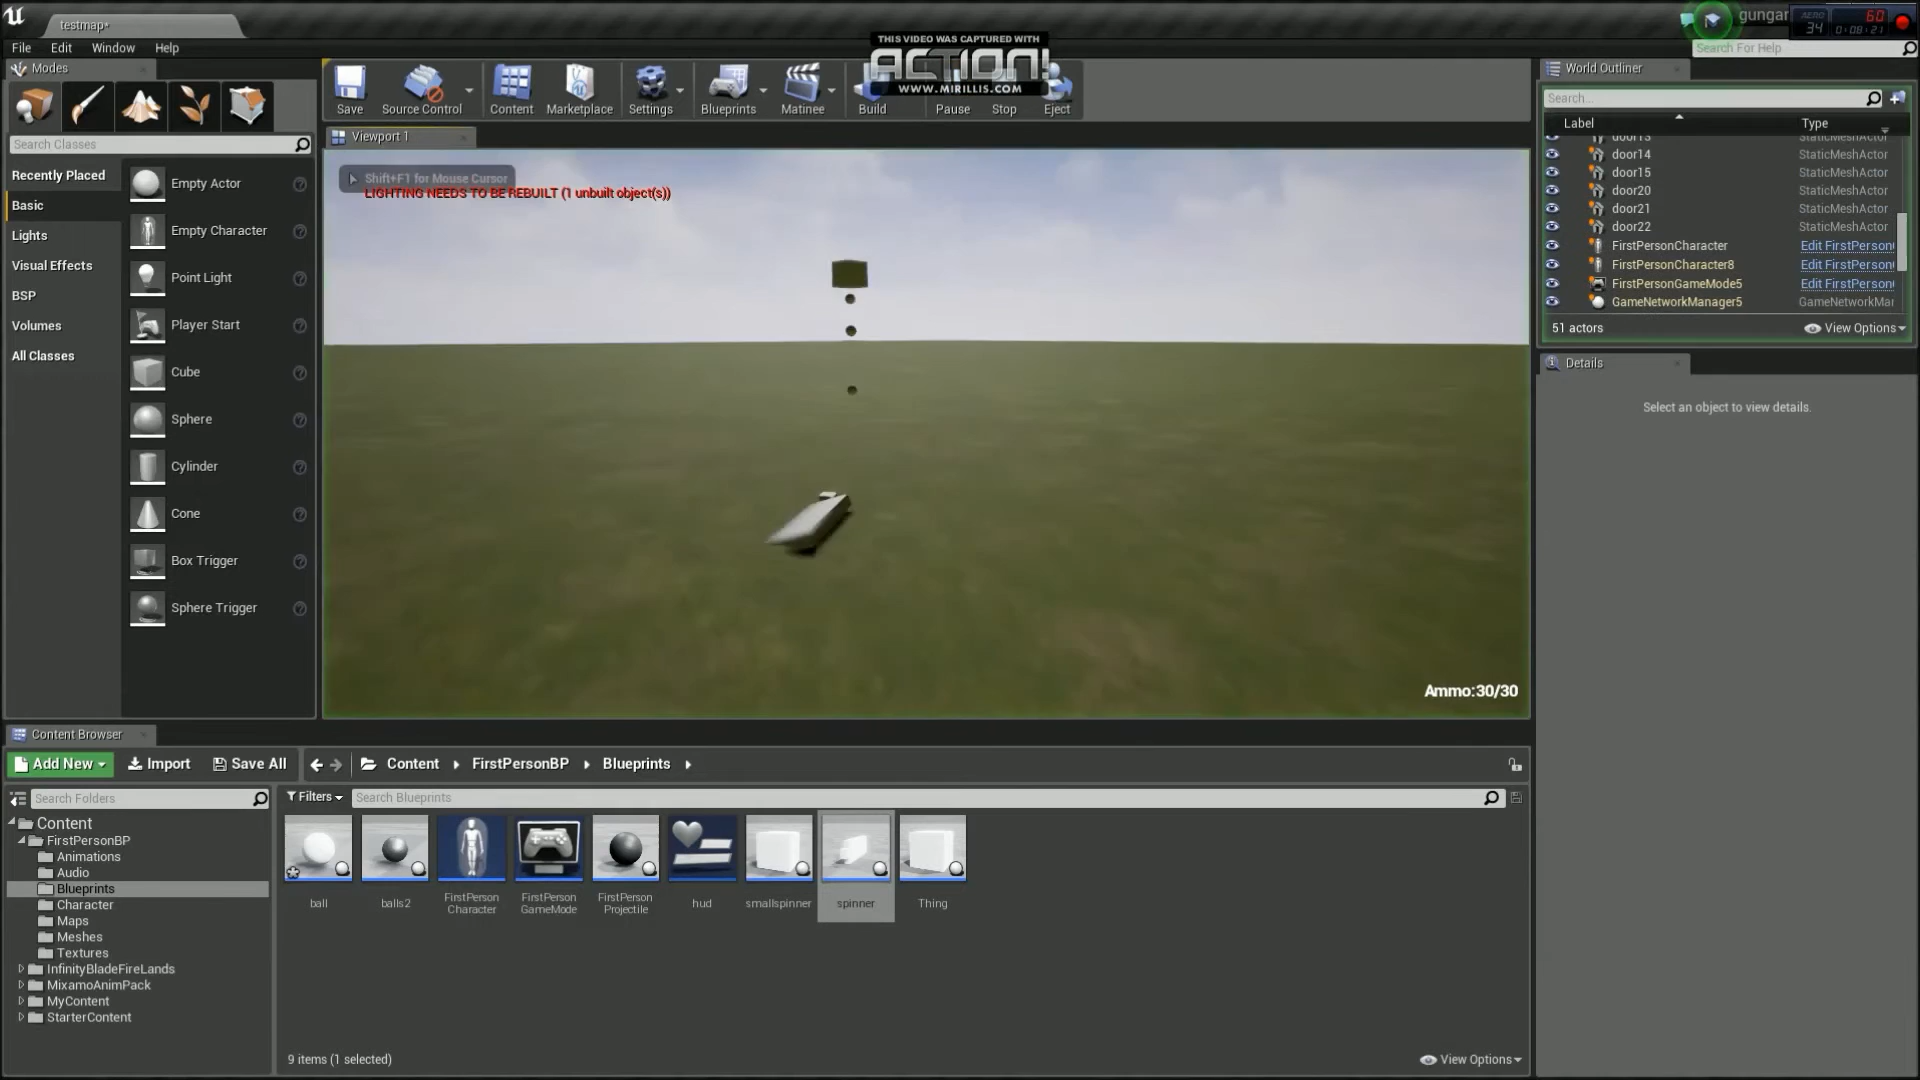 testmap*
gungar
AERO
34
60
0:08:21
File Edit Window Help
Search For Help
THIS VIDEO WAS CAPTURED WITH
ACTION!
WWW.MIRILLIS.COM
Modes
Search Classes
Recently Placed
Basic
Lights
Visual Effects
BSP
Volumes
All Classes
Empty Actor
Empty Character
Point Light
Player Start
Cube
Sphere
Cylinder
Cone
Box Trigger
Sphere Trigger
Save Source Control Content Marketplace Settings Blueprints Matinee Build Pause Stop Eject
Viewport 1
Shift+F1 for Mouse Cursor
LIGHTING NEEDS TO BE REBUILT (1 unbuilt object(s))
Ammo:30/30
World Outliner
Search...
Label Type
door13 StaticMeshActor
door14 StaticMeshActor
door15 StaticMeshActor
door20 StaticMeshActor
door21 StaticMeshActor
door22 StaticMeshActor
FirstPersonCharacter Edit FirstPerson
FirstPersonCharacter8 Edit FirstPerson
FirstPersonGameMode5 Edit FirstPerson
GameNetworkManager5 GameNetworkMar
51 actors View Options
Details
Select an object to view details.
Content Browser
Add New Import Save All Content FirstPersonBP Blueprints
Search Folders
Filters Search Blueprints
Content
FirstPersonBP
Animations
Audio
Blueprints
Character
Maps
Meshes
Textures
InfinityBladeFireLands
MixamoAnimPack
MyContent
StarterContent
ball
balls2
FirstPerson
Character
FirstPerson
GameMode
FirstPerson
Projectile
hud
smallspinner
spinner
Thing
9 items (1 selected)
View Options